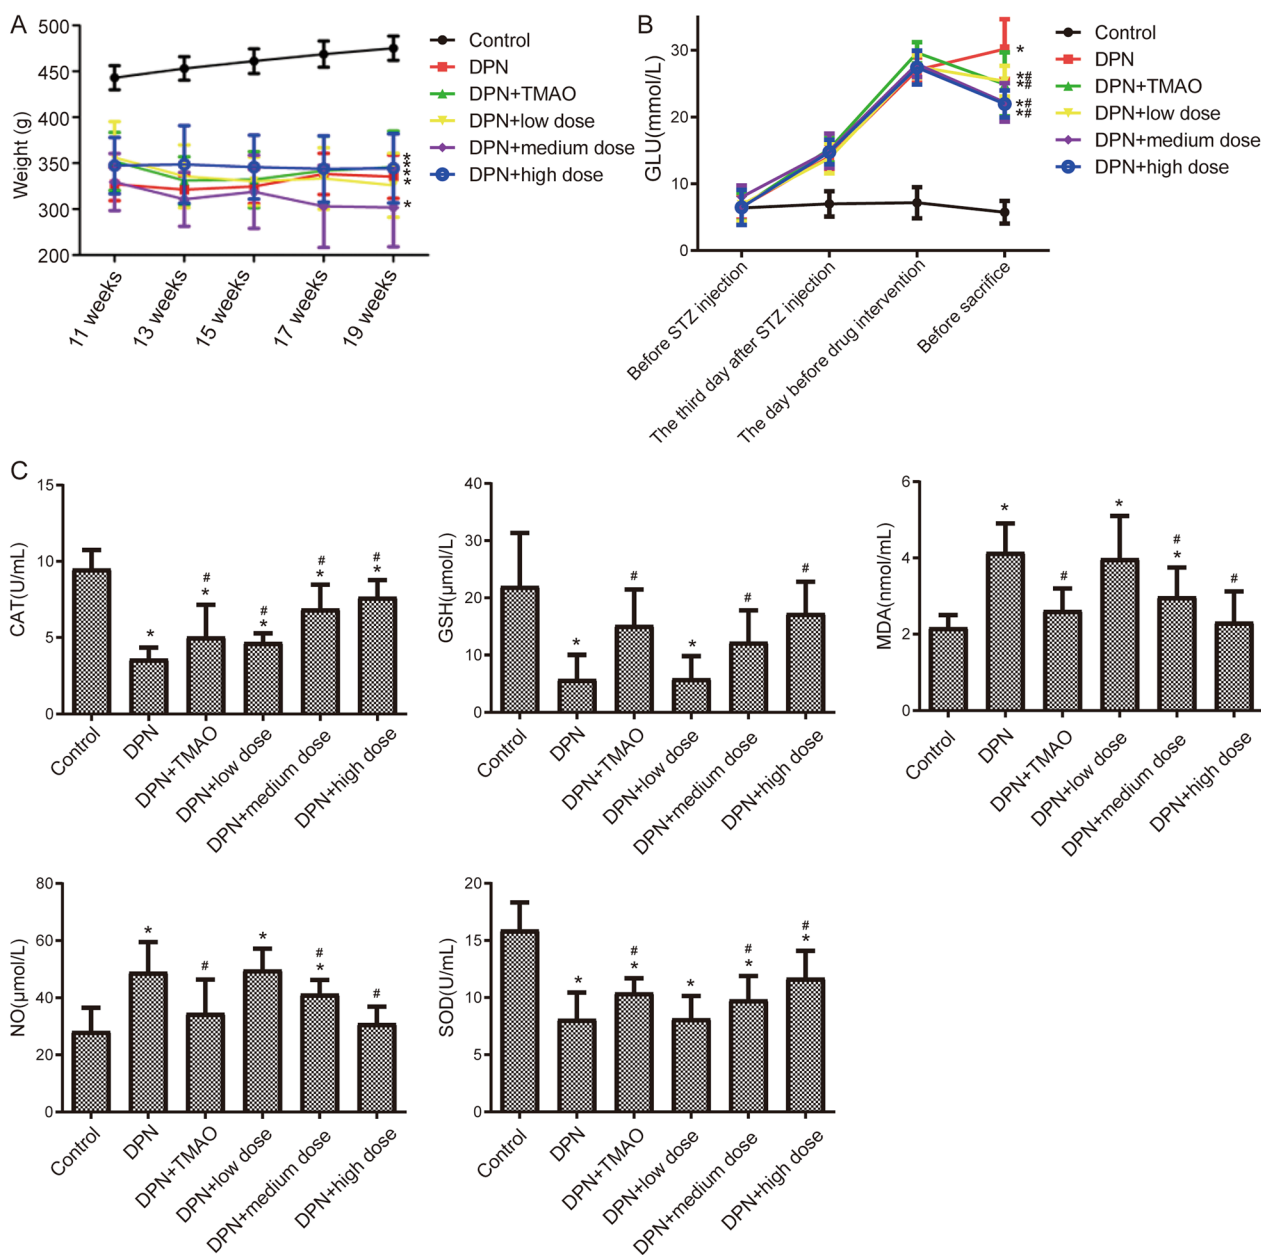 A
Weight (g)
500
450
400
350
300
250
200
11 weeks
13 weeks
15 weeks
17 weeks
19 weeks
*
*
*
*
*
Control
DPN
DPN+TMAO
DPN+low dose
DPN+medium dose
DPN+high dose
B
GLU(mmol/L)
30
20
10
0
Before STZ injection
The third day after STZ injection
The day before drug intervention
Before sacrifice
*
*#
*#
*#
*#
Control
DPN
DPN+TMAO
DPN+low dose
DPN+medium dose
DPN+high dose
C
CAT(U/mL)
15
10
5
0
*
#
*
#
*
#
*
#
*
Control
DPN
DPN+TMAO
DPN+low dose
DPN+medium dose
DPN+high dose
GSH(μmol/L)
40
30
20
10
0
*
#
*
#
#
Control
DPN
DPN+TMAO
DPN+low dose
DPN+medium dose
DPN+high dose
MDA(nmol/mL)
6
4
2
0
*
#
*
#
*
#
Control
DPN
DPN+TMAO
DPN+low dose
DPN+medium dose
DPN+high dose
NO(μmol/L)
80
60
40
20
0
*
#
*
#
*
#
Control
DPN
DPN+TMAO
DPN+low dose
DPN+medium dose
DPN+high dose
SOD(U/mL)
20
15
10
5
0
*
#
*
*
#
*
#
*
Control
DPN
DPN+TMAO
DPN+low dose
DPN+medium dose
DPN+high dose